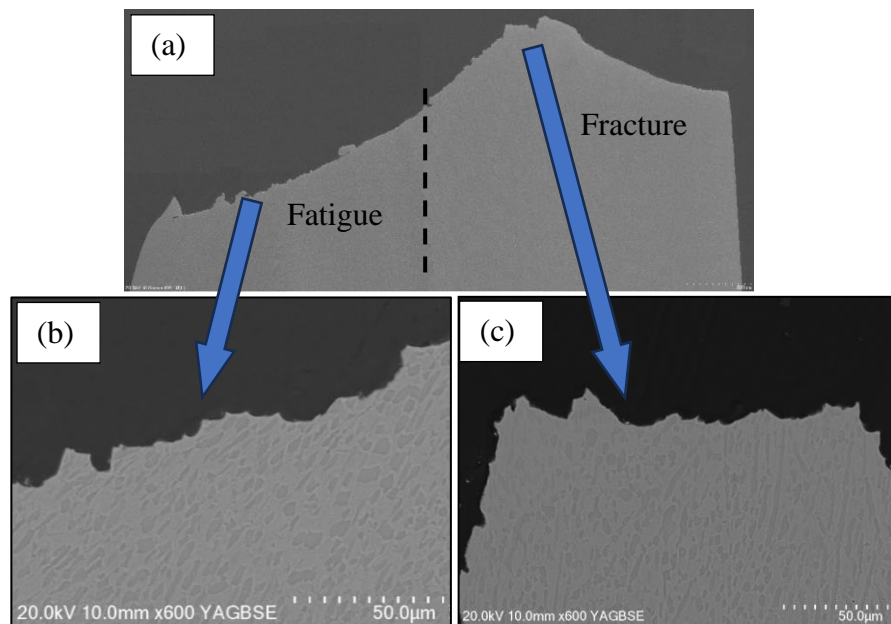 (a)
Fracture
Fatigue
(b)
(c)
20.0kV 10.0mm x600 YAGBSE 50.0μm
20.0kV 10.0mm x600 YAGBSE 50.0μm